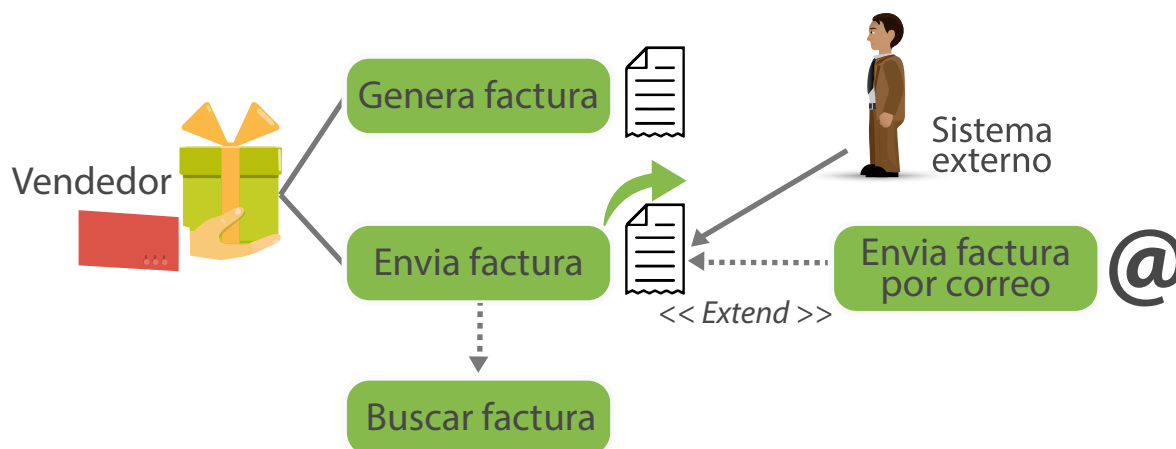 Genera factura
Vendedor
Sistema
externo
Envia factura
Envia factura
por correo
@
<< Extend >>
Buscar factura